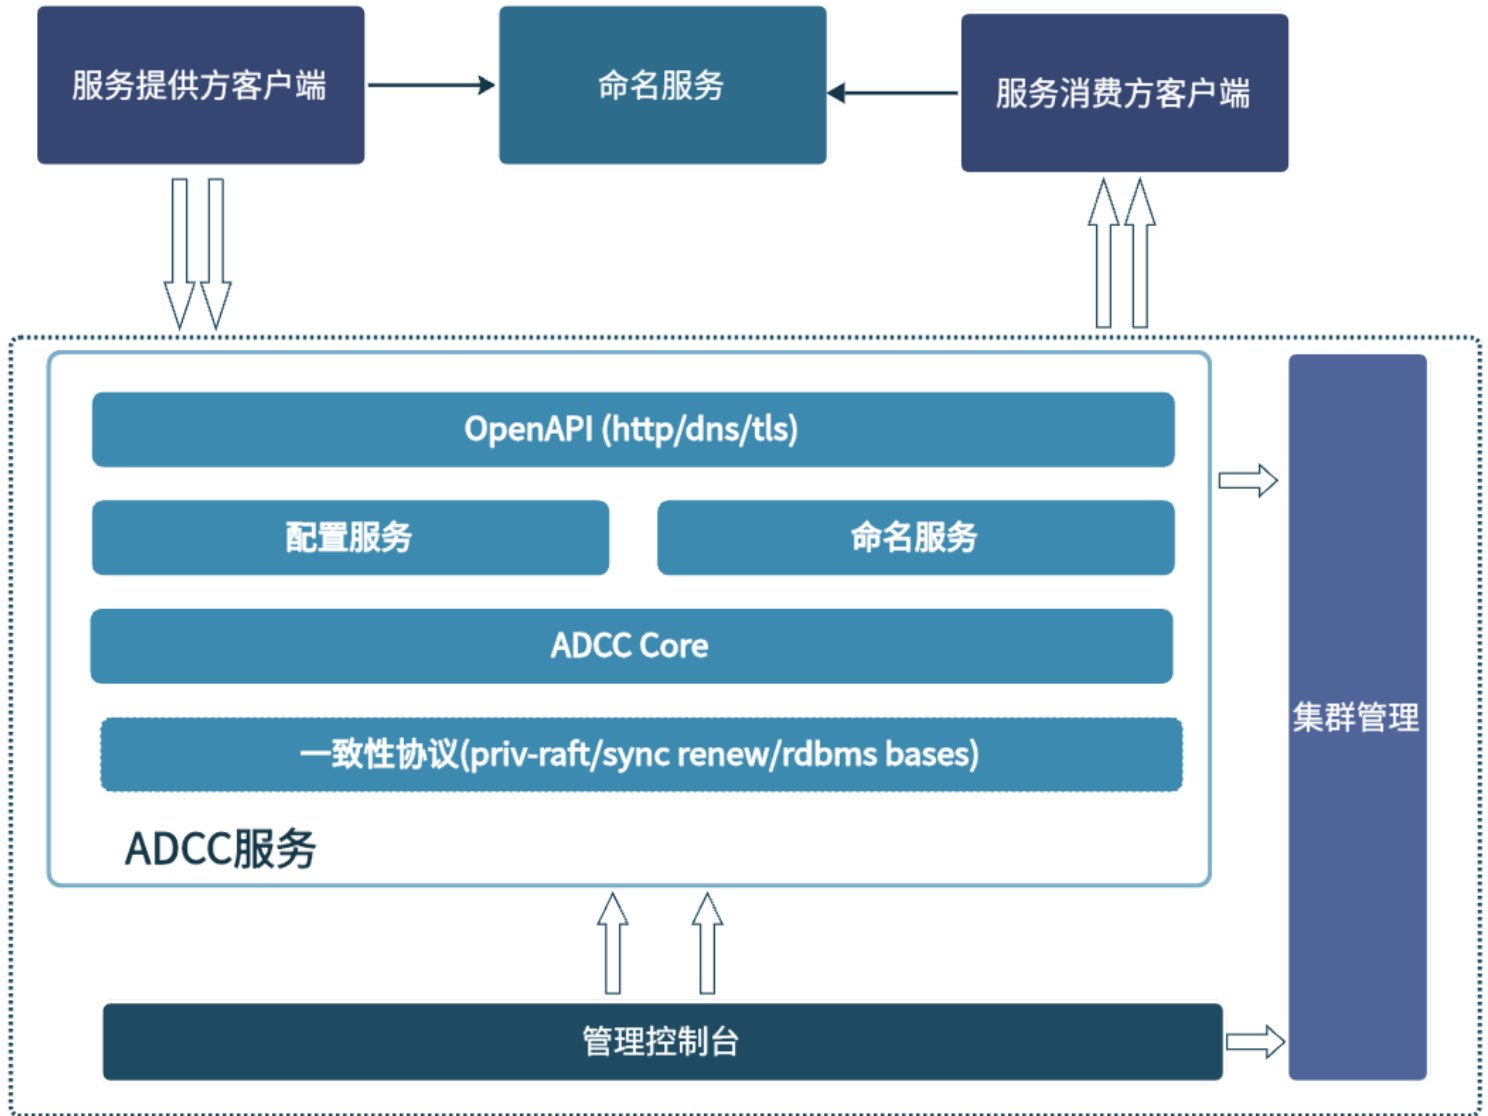 服务提供方客户端
命名服务
服务消费方客户端
OpenAPI (http/dns/tls)
配置服务
命名服务
ADCC Core
一致性协议(priv-raft/sync renew/rdbms bases)
ADCC服务
集群管理
管理控制台